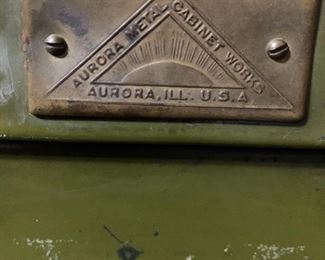 AURORA METAL CABINET WORKS
AURORA, ILL. U.S.A